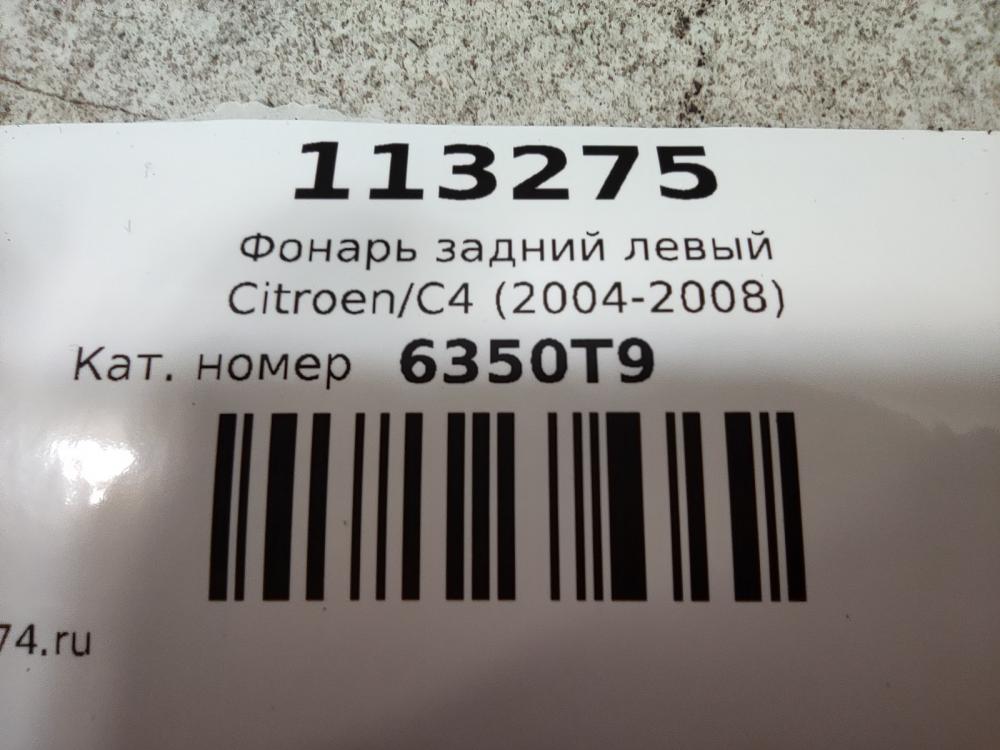 113275
Фонарь задний левый
Citroen/C4 (2004-2008)
Кат. номер 6350T9
74.ru